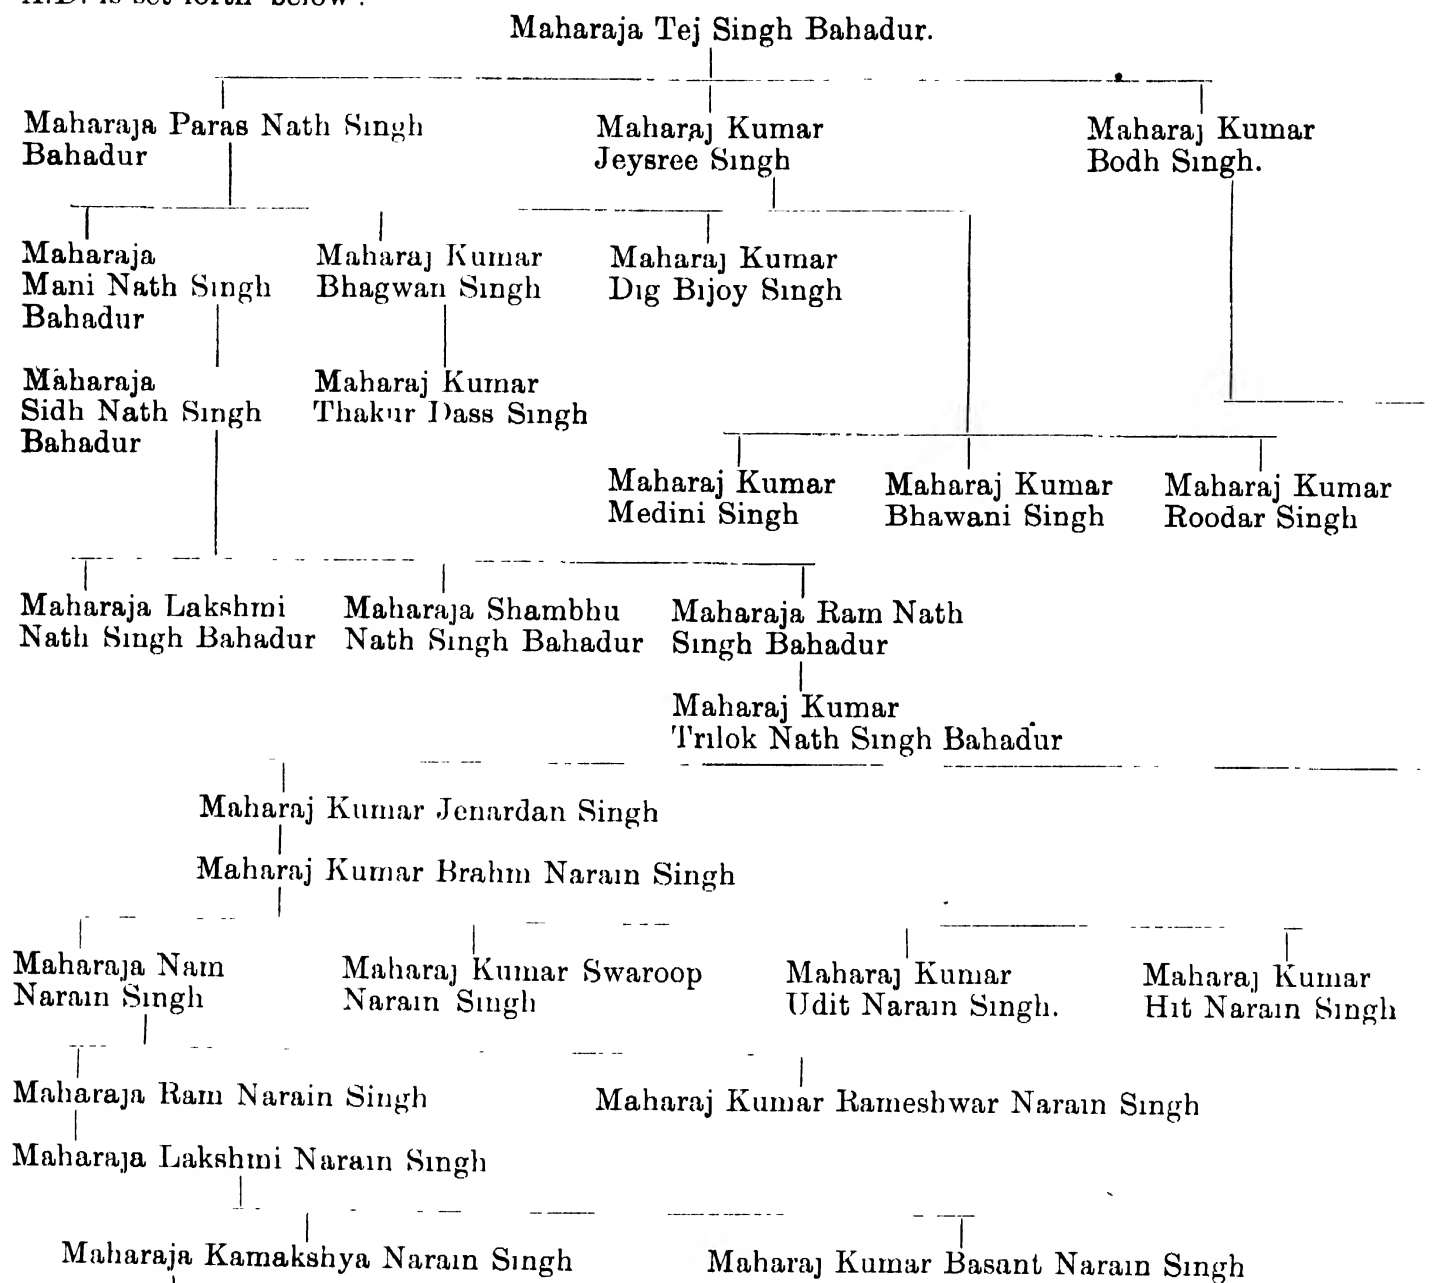 A.D. is set forth below :
Maharaja Tej Singh Bahadur.
Maharaja Paras Nath Singh
Bahadur
Maharaj Kumar
Jeysree Singh
Maharaj Kumar
Bodh Singh.
Maharaja
Mani Nath Singh
Bahadur
Maharaj Kumar
Bhagwan Singh
Maharaj Kumar
Dig Bijoy Singh
Maharaja
Sidh Nath Singh
Bahadur
Maharaj Kumar
Thakur Dass Singh
Maharaj Kumar
Medini Singh
Maharaj Kumar
Bhawani Singh
Maharaj Kumar
Roodar Singh
Maharaja Lakshmi
Nath Singh Bahadur
Maharaja Shambhu
Nath Singh Bahadur
Maharaja Ram Nath
Singh Bahadur
Maharaj Kumar
Trilok Nath Singh Bahadur
Maharaj Kumar Jenardan Singh
Maharaj Kumar Brahm Narain Singh
Maharaja Nam
Narain Singh
Maharaj Kumar Swaroop
Narain Singh
Maharaj Kumar
Udit Narain Singh.
Maharaj Kumar
Hit Narain Singh
Maharaja Ram Narain Singh
Maharaj Kumar Rameshwar Narain Singh
Maharaja Lakshmi Narain Singh
Maharaja Kamakshya Narain Singh
Maharaj Kumar Basant Narain Singh